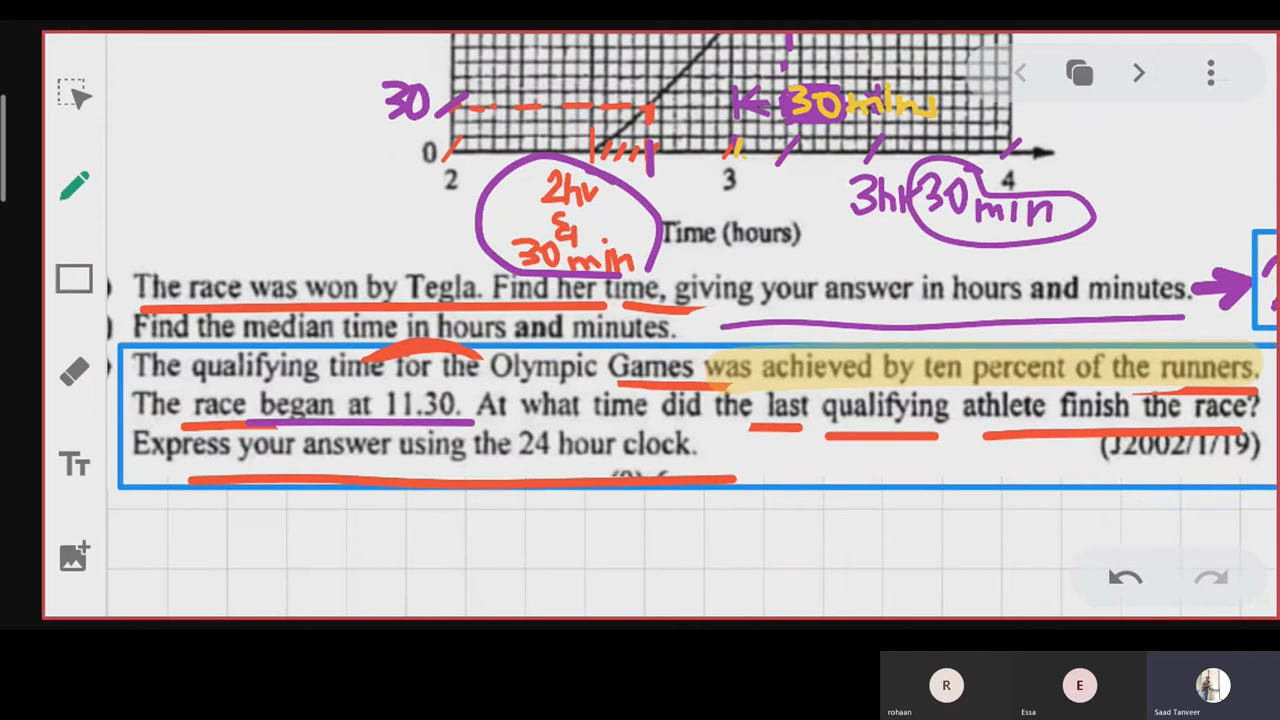 30
30 mins
0
2
3
4
2hr
&
30 min
3hr 30 min
Time (hours)
The race was won by Tegla. Find her time, giving your answer in hours and minutes.
Find the median time in hours and minutes.
The qualifying time for the Olympic Games was achieved by ten percent of the runners.
The race began at 11.30. At what time did the last qualifying athlete finish the race?
Express your answer using the 24 hour clock.
(J2002/1/19)
TT
R
E
rohaan
Essa
Saad Tanveer